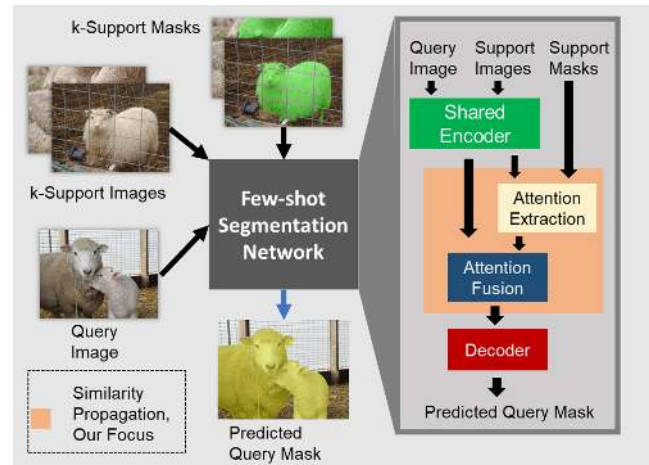 k-Support Masks
k-Support Images
Query
Image
Similarity
Propagation,
Our Focus
Few-shot
Segmentation
Network
Predicted
Query Mask
Query
Image
Support
Images
Support
Masks
Shared
Encoder
Attention
Extraction
Attention
Fusion
Decoder
Predicted Query Mask